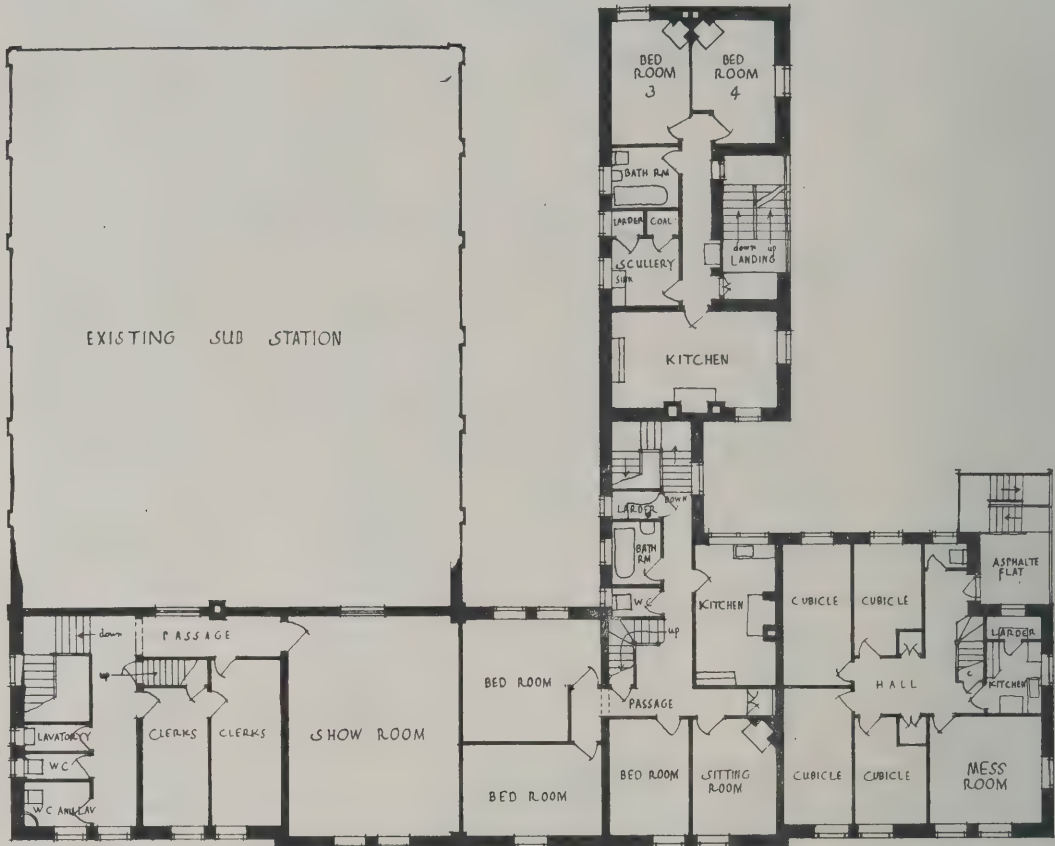 BED
ROOM
3
BED
ROOM
4
BATH RM
LARDER
COAL
SCULLERY
SINK
down
up
LANDING
EXISTING SUB STATION
KITCHEN
DOWN
LARDER
BATH
RM
W.C
KITCHEN
up
CUBICLE
CUBICLE
ASPHALTE
FLAT
LARDER
KITCHEN
C
HALL
PASSAGE
down
up
PASSAGE
BED ROOM
LAVATORY
CLERKS
CLERKS
SHOW ROOM
WC
WC AND LAV
BED ROOM
BED ROOM
SITTING
ROOM
CUBICLE
CUBICLE
MESS
ROOM